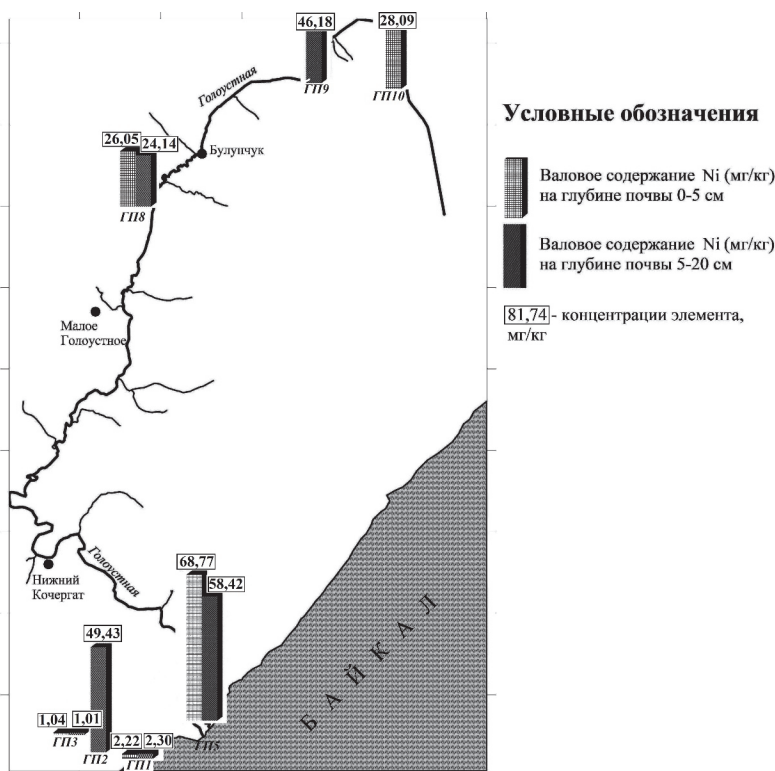 46,18
28,09
Голоустная
ГП9
ГП10
Условные обозначения
26,05
24,14
Булунчук
Валовое содержание Ni (мг/кг)
на глубине почвы 0-5 см
ГП8
Валовое содержание Ni (мг/кг)
на глубине почвы 5-20 см
81,74 - концентрации элемента,
мг/кг
Малое
Голоустное
Голоустная
68,77
58,42
Нижний
Кочергат
49,43
БАЙКАЛ
1,04
1,01
ГП3
2,22
2,30
ГП5
ГП2
ГП1